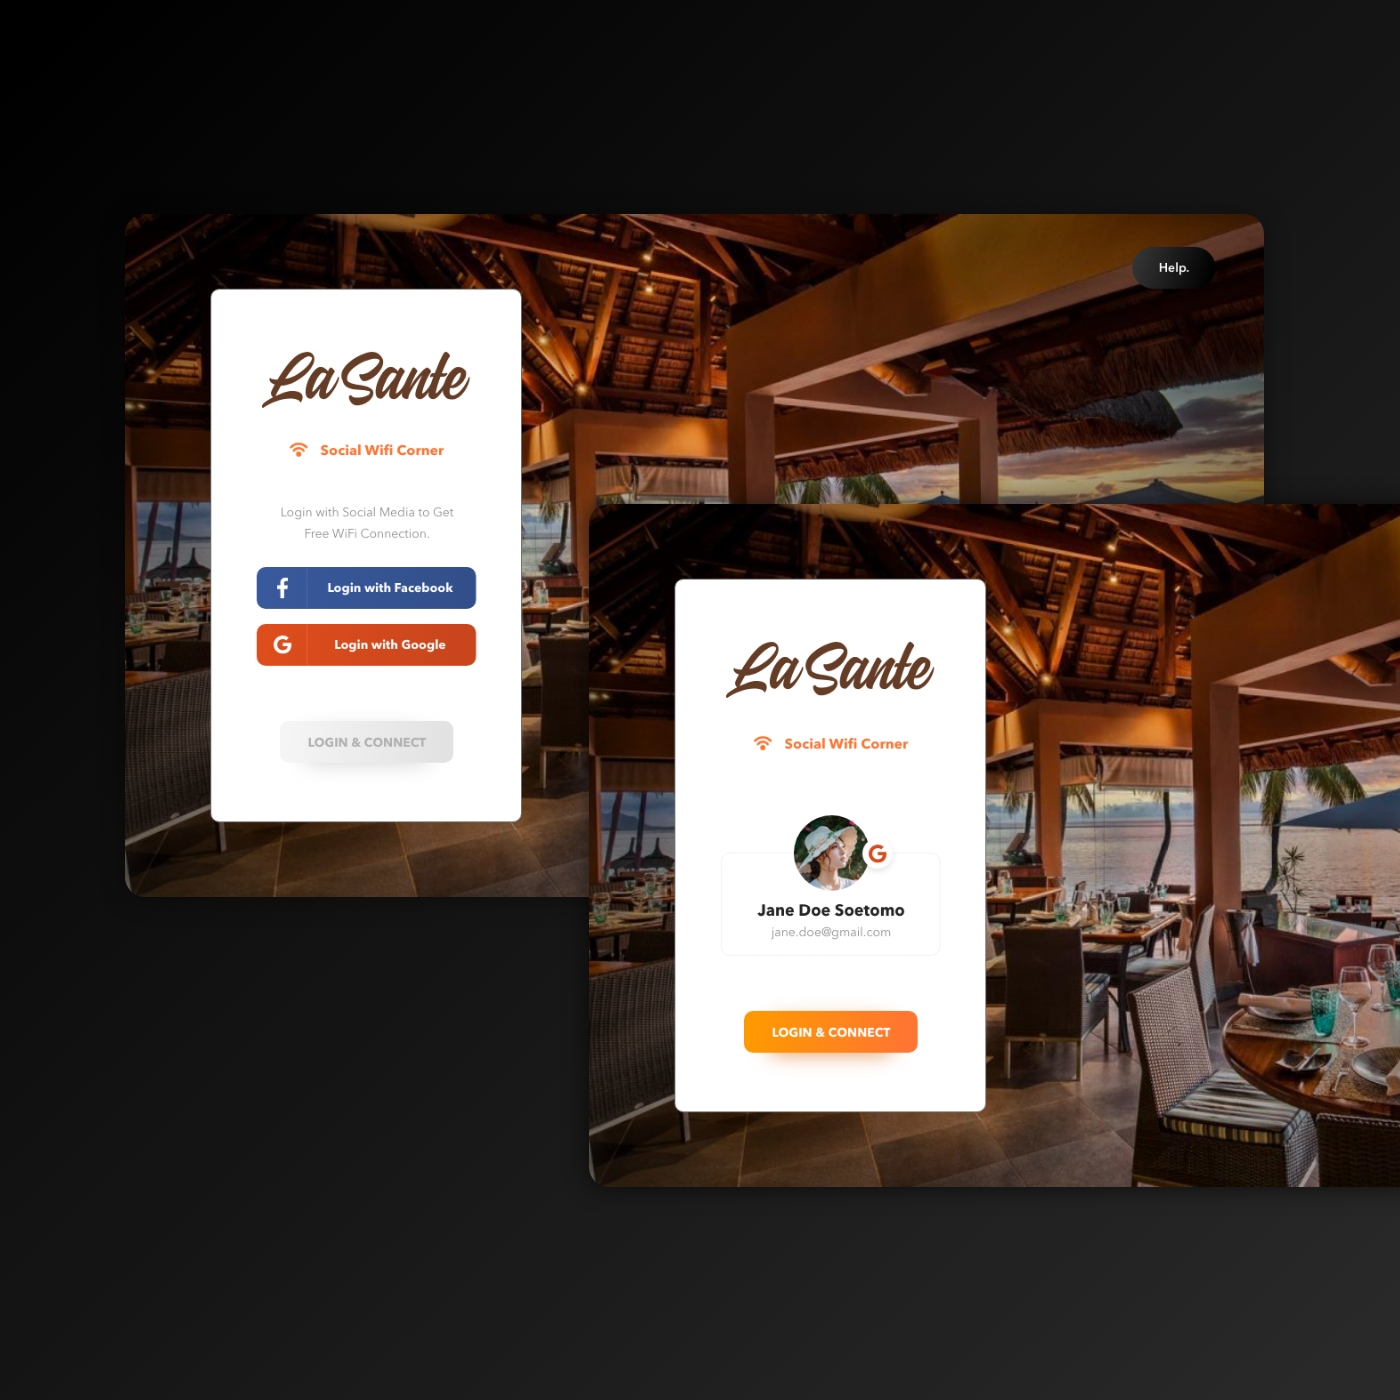 Help.
La Sante
Social Wifi Corner
Login with Social Media to Get
Free WiFi Connection.
Login with Facebook
G Login with Google
LOGIN & CONNECT
La Sante
Social Wifi Corner
G
Jane Doe Soetomo
jane.doe@gmail.com
LOGIN & CONNECT